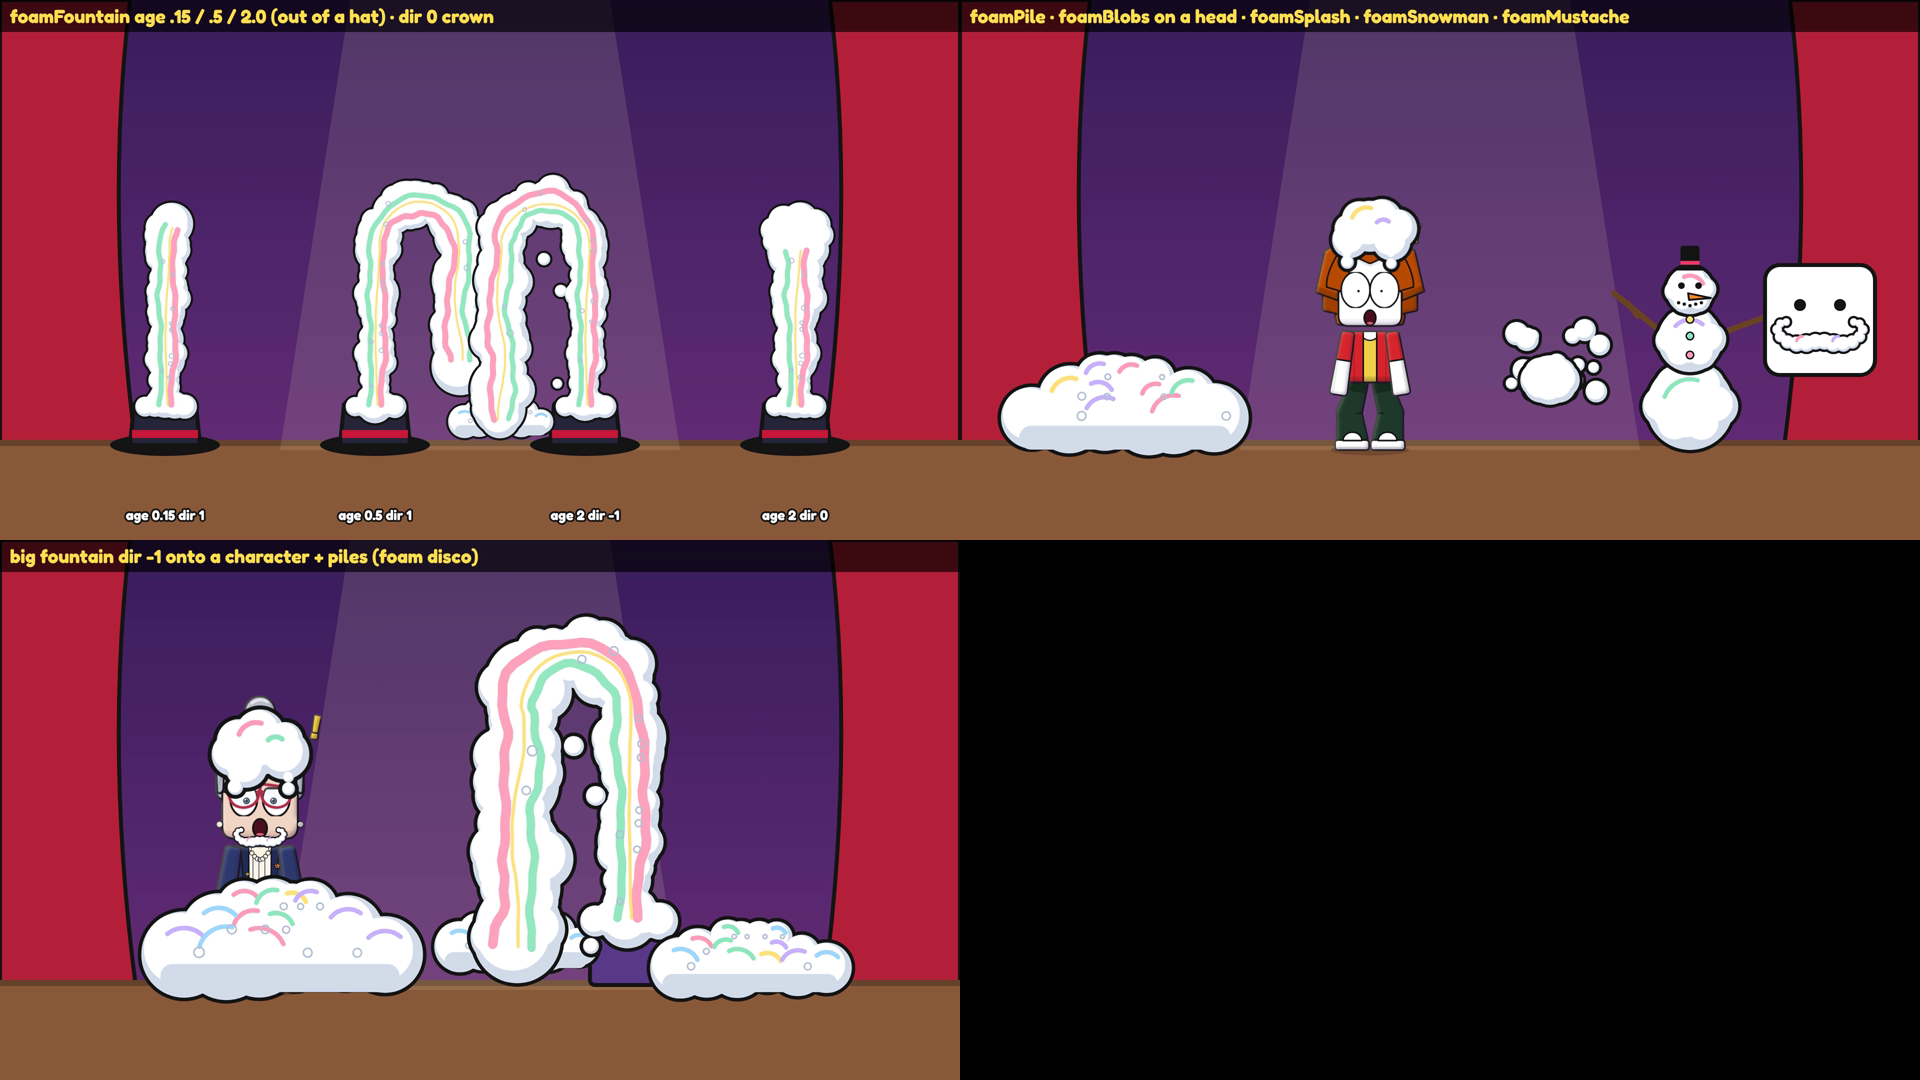 foamFountain age .15 / .5 / 2.0 (out of a hat) · dir 0 crown
foamPile · foamBlobs on a head · foamSplash · foamSnowman · foamMustache
age 0.15 dir 1
age 0.5 dir 1
age 2 dir -1
age 2 dir 0
big fountain dir -1 onto a character + piles (foam disco)
!